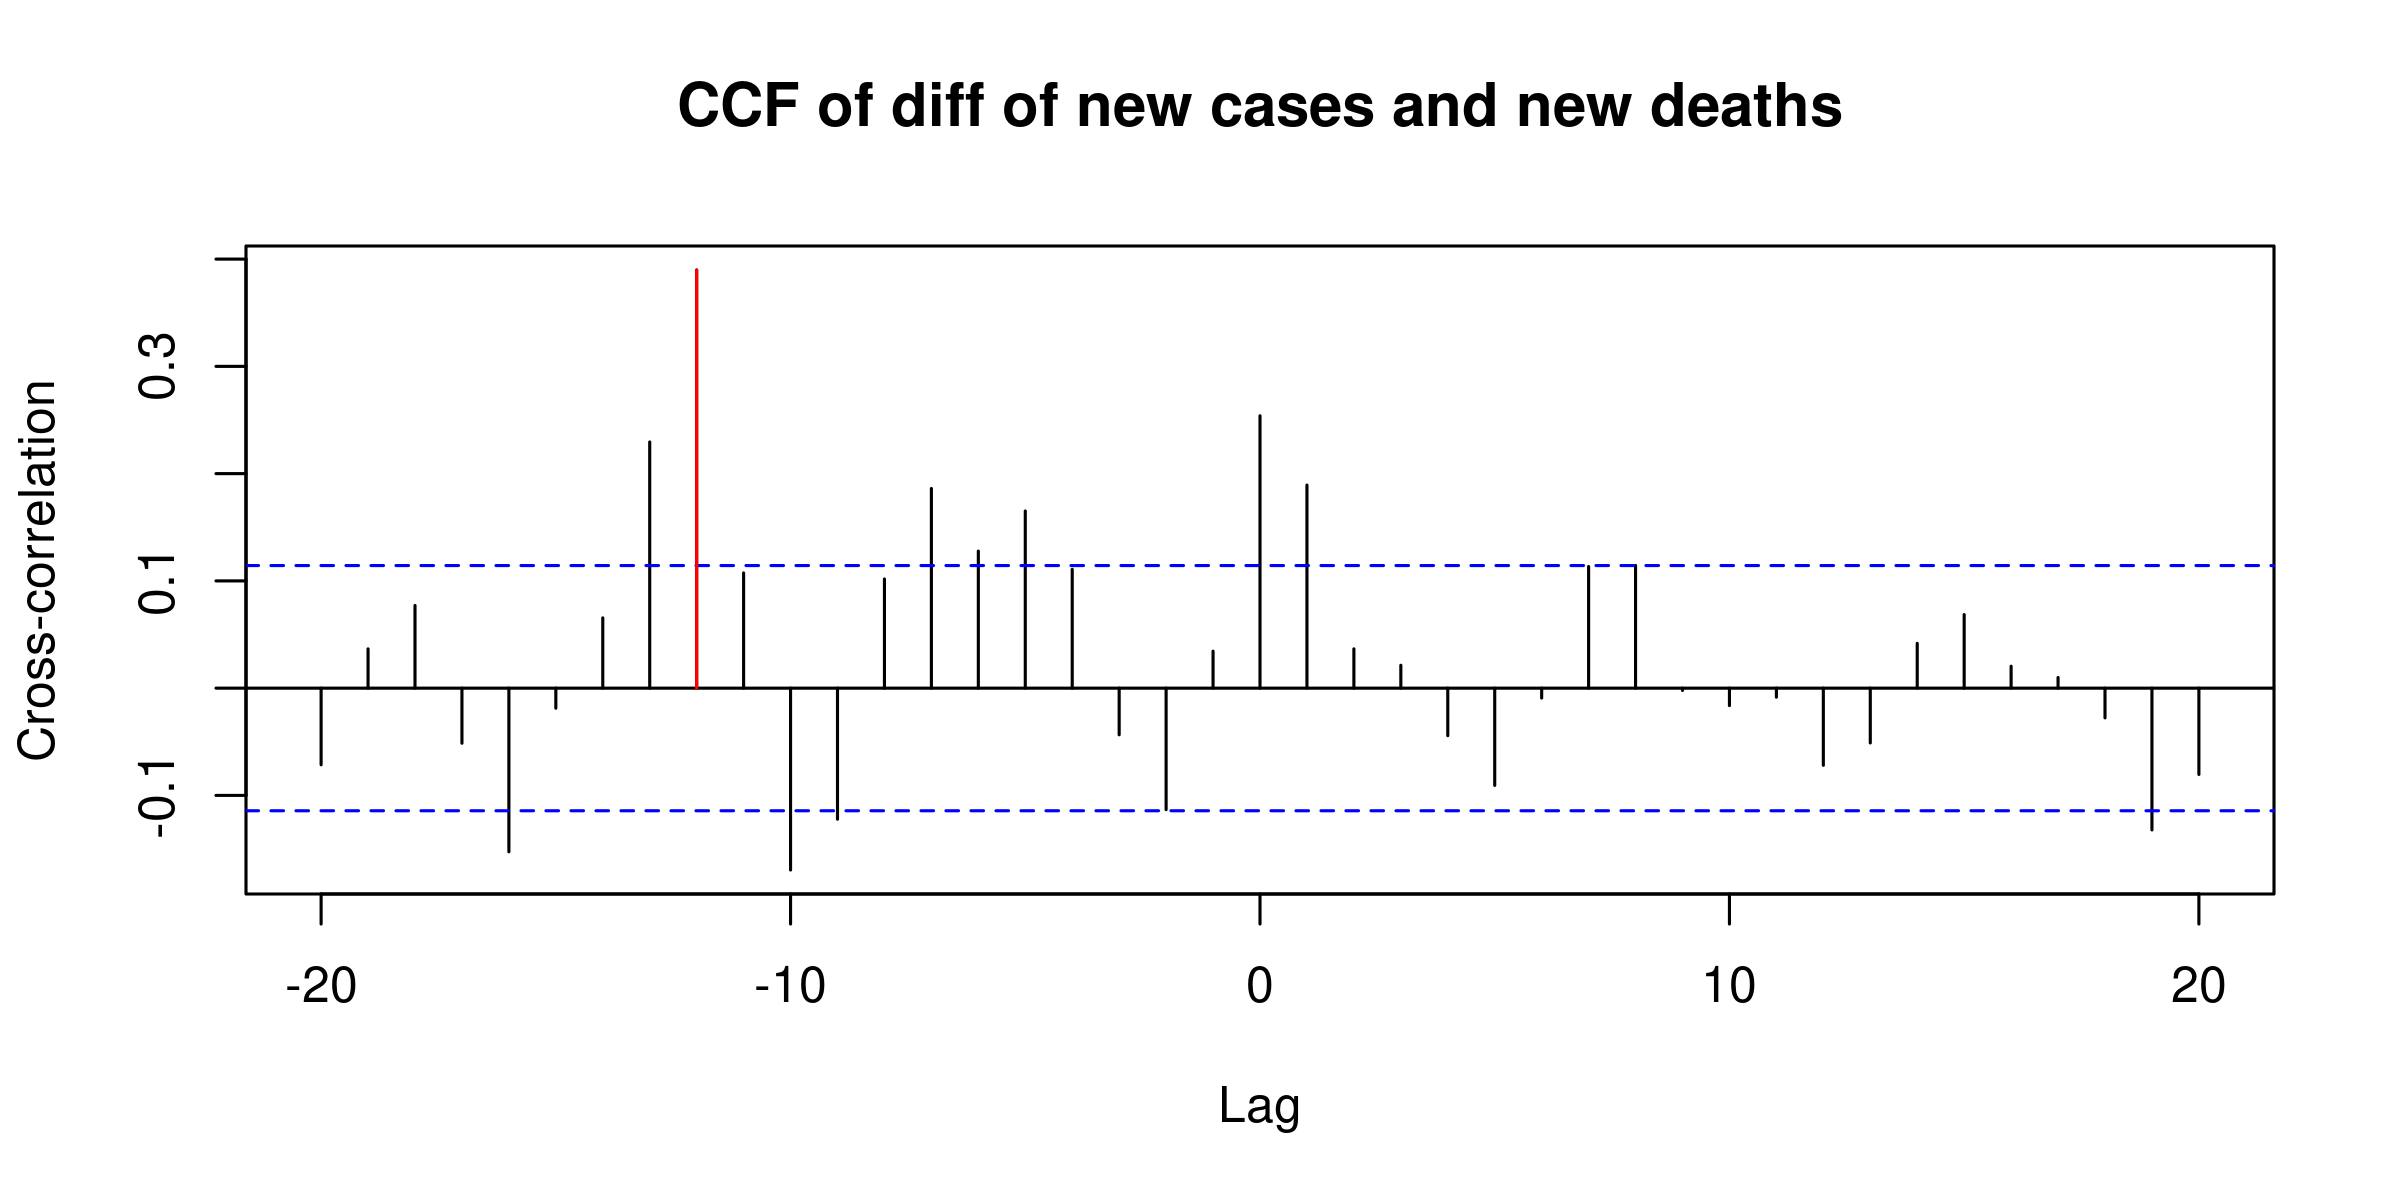 CCF of diff of new cases and new deaths
Cross-correlation
0.3
0.1
-0.1
-20 -10 0 10 20
Lag